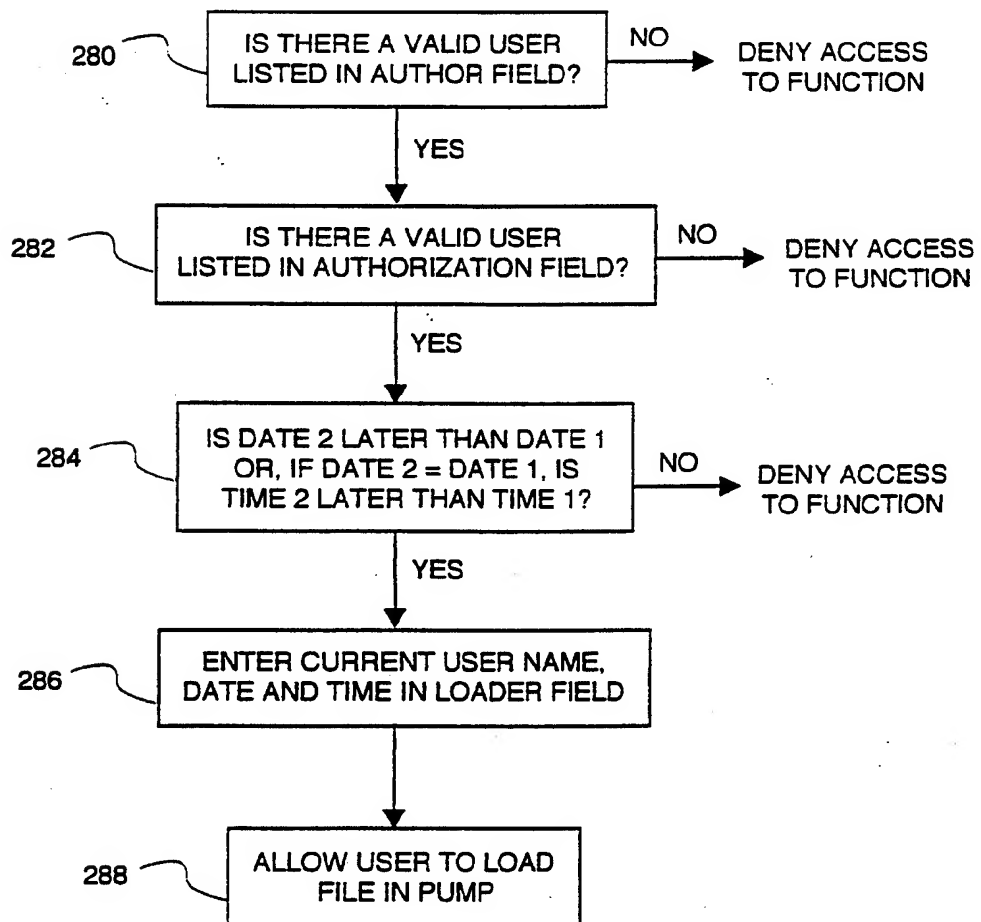 280
IS THERE A VALID USER
LISTED IN AUTHOR FIELD?
NO
DENY ACCESS
TO FUNCTION
YES
282
IS THERE A VALID USER
LISTED IN AUTHORIZATION FIELD?
NO
DENY ACCESS
TO FUNCTION
YES
284
IS DATE 2 LATER THAN DATE 1
OR, IF DATE 2 = DATE 1, IS
TIME 2 LATER THAN TIME 1?
NO
DENY ACCESS
TO FUNCTION
YES
286
ENTER CURRENT USER NAME,
DATE AND TIME IN LOADER FIELD
288
ALLOW USER TO LOAD
FILE IN PUMP